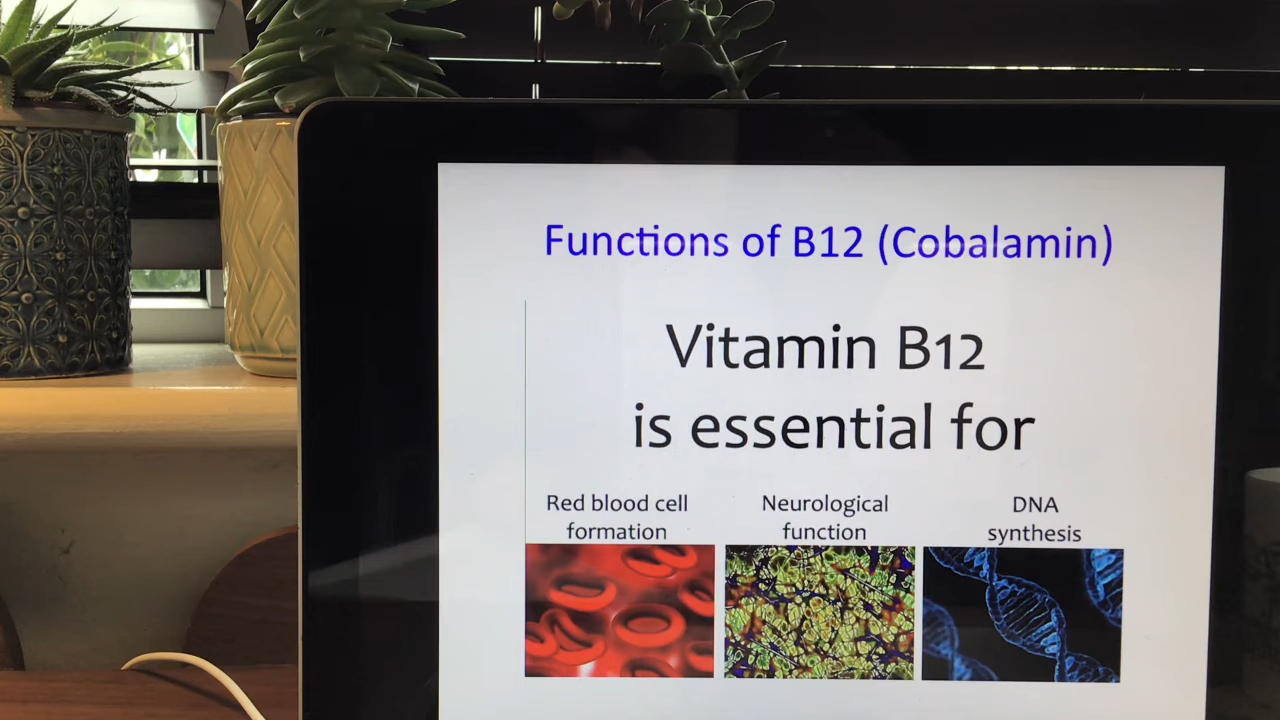 Functions of B12 (Cobalamin)
Vitamin B12
is essential for
Red blood cell
formation
Neurological
function
DNA
synthesis